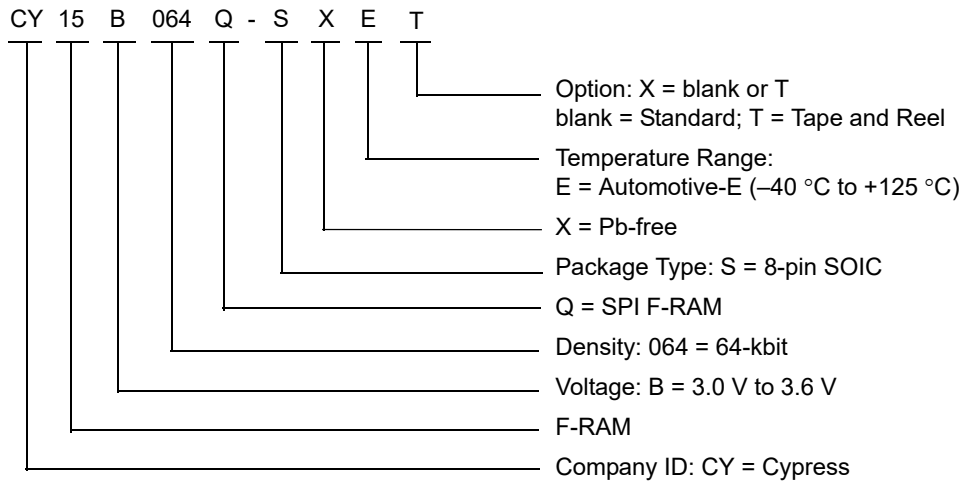 CY 15 B 064 Q - S X E T
Option: X = blank or T
blank = Standard; T = Tape and Reel
Temperature Range:
E = Automotive-E (–40 °C to +125 °C)
X = Pb-free
Package Type: S = 8-pin SOIC
Q = SPI F-RAM
Density: 064 = 64-kbit
Voltage: B = 3.0 V to 3.6 V
F-RAM
Company ID: CY = Cypress